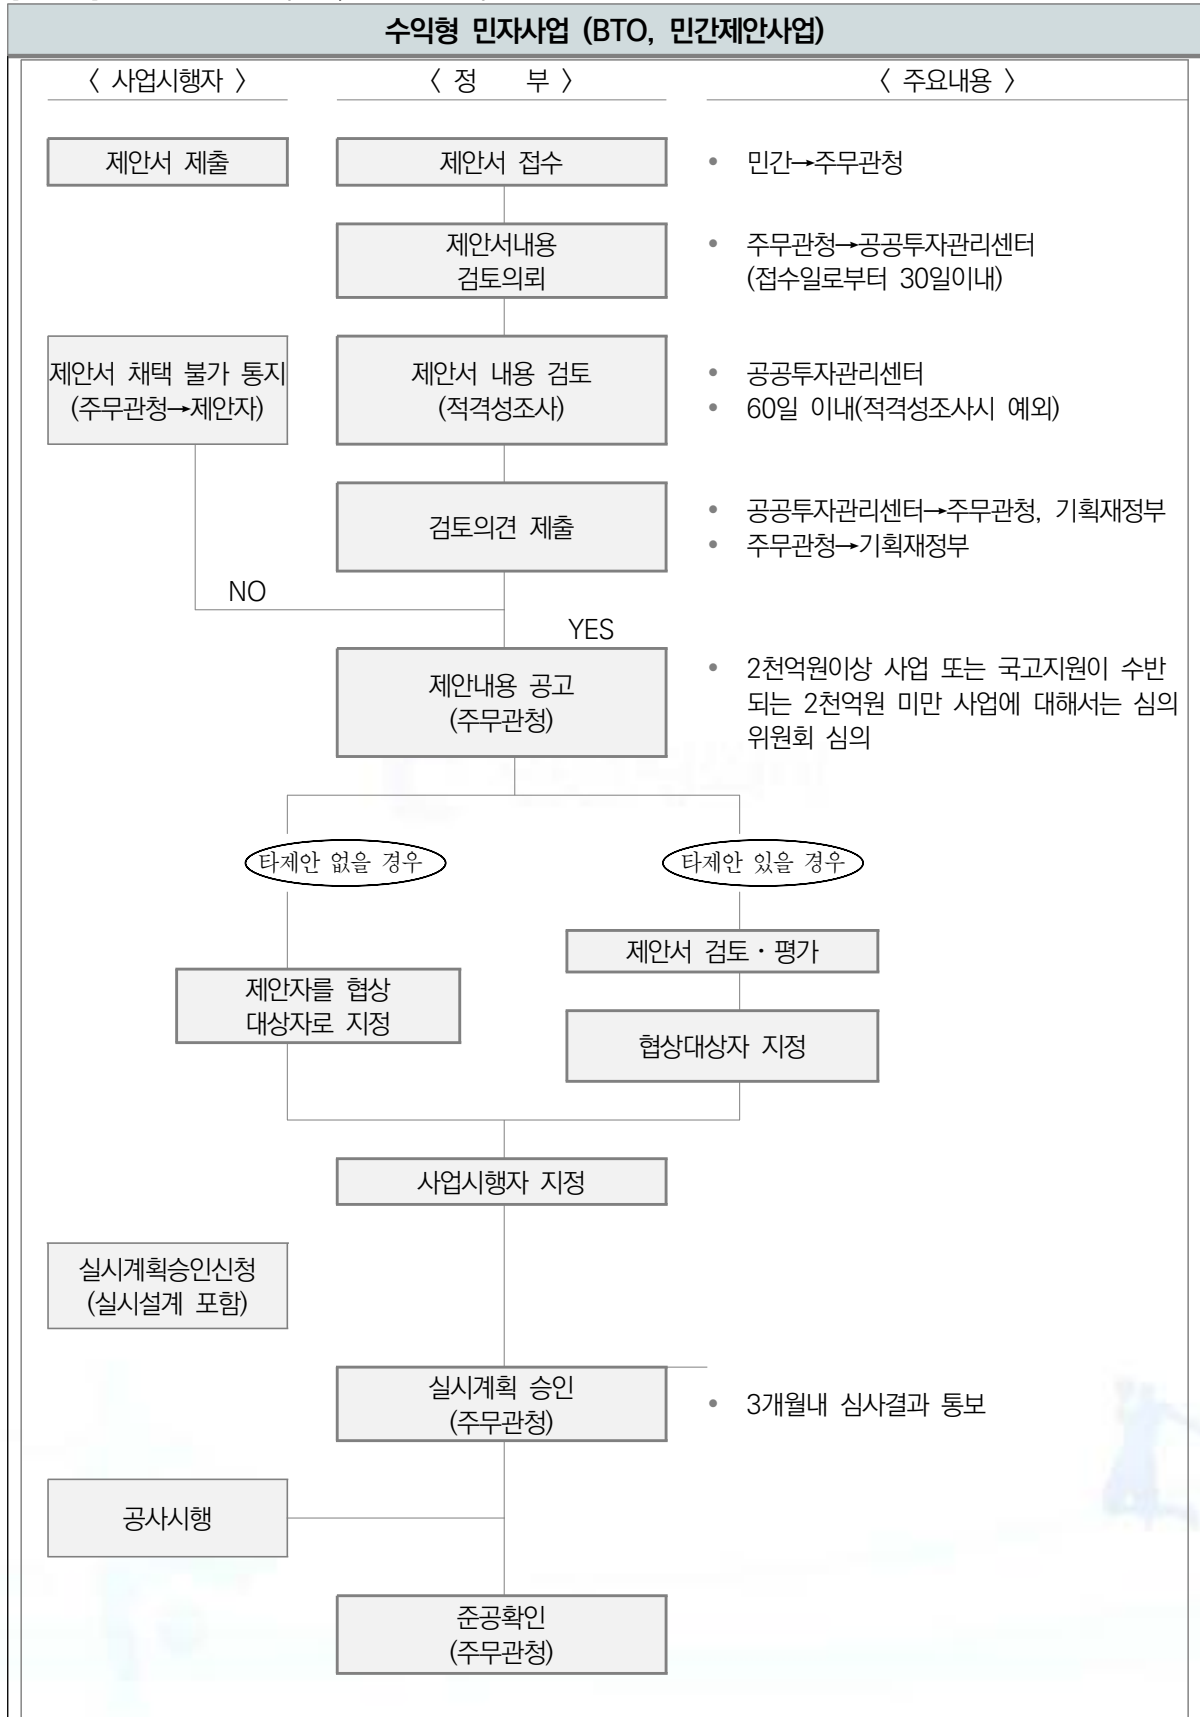 수익형 민자사업 (BTO, 민간제안사업)
〈 사업시행자 〉
〈 정 부 〉
〈 주요내용 〉
제안서 제출
제안서 접수
• 민간→주무관청
제안서내용
검토의뢰
• 주무관청→공공투자관리센터
(접수일로부터 30일이내)
제안서 채택 불가 통지
(주무관청→제안자)
제안서 내용 검토
(적격성조사)
• 공공투자관리센터
• 60일 이내(적격성조사시 예외)
검토의견 제출
• 공공투자관리센터→주무관청, 기획재정부
• 주무관청→기획재정부
NO
YES
제안내용 공고
(주무관청)
• 2천억원이상 사업 또는 국고지원이 수반
되는 2천억원 미만 사업에 대해서는 심의
위원회 심의
타제안 없을 경우
타제안 있을 경우
제안서 검토 · 평가
제안자를 협상
대상자로 지정
협상대상자 지정
사업시행자 지정
실시계획승인신청
(실시설계 포함)
실시계획 승인
(주무관청)
• 3개월내 심사결과 통보
공사시행
준공확인
(주무관청)